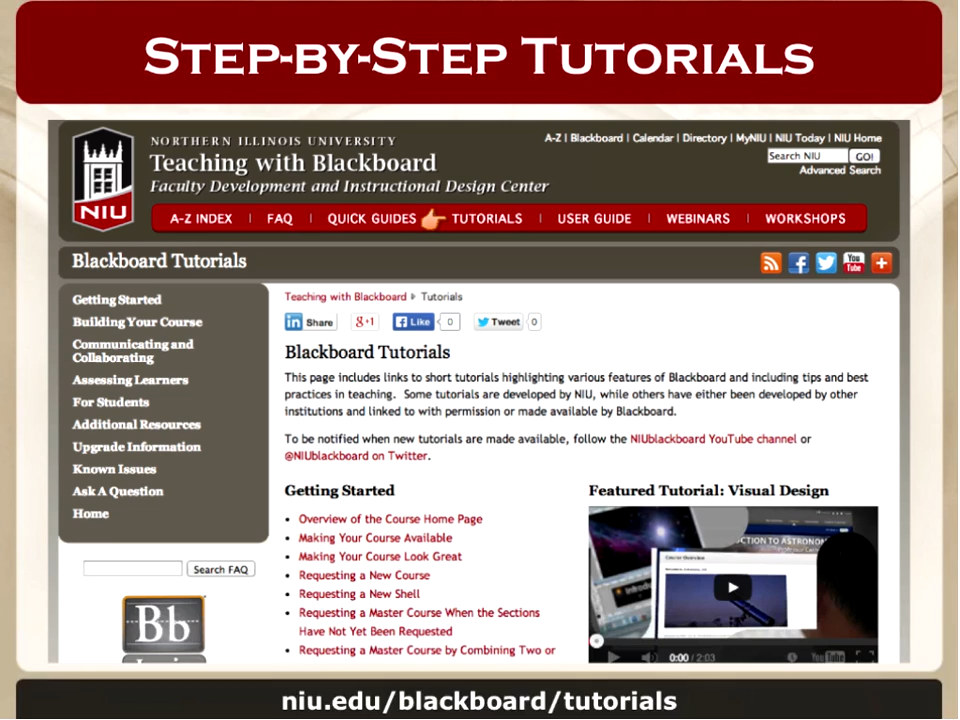 STEP-BY-STEP TUTORIALS
NORTHERN ILLINOIS UNIVERSITY
Teaching with Blackboard
Faculty Development and Instructional Design Center
NIU
A-Z | Blackboard | Calendar | Directory | MyNIU | NIU Today | NIU Home
Search NIU GO!
Advanced Search
A-Z INDEX | FAQ | QUICK GUIDES TUTORIALS | USER GUIDE | WEBINARS | WORKSHOPS
Blackboard Tutorials
You
Tube
Getting Started
Building Your Course
Communicating and
Collaborating
Assessing Learners
For Students
Additional Resources
Upgrade Information
Known Issues
Ask A Question
Home
Search FAQ
Bb
Teaching with Blackboard Tutorials
in Share g+1 Like 0 Tweet 0
Blackboard Tutorials
This page includes links to short tutorials highlighting various features of Blackboard and including tips and best
practices in teaching. Some tutorials are developed by NIU, while others have either been developed by other
institutions and linked to with permission or made available by Blackboard.
To be notified when new tutorials are made available, follow the NIUblackboard YouTube channel or
@NIUblackboard on Twitter.
Getting Started
• Overview of the Course Home Page
• Making Your Course Available
• Making Your Course Look Great
• Requesting a New Course
• Requesting a New Shell
• Requesting a Master Course When the Sections
Have Not Yet Been Requested
• Requesting a Master Course by Combining Two or
Featured Tutorial: Visual Design
CTION TO ASTRONOM
Course Overview
0:00 / 2:03 YouTube
niu.edu/blackboard/tutorials